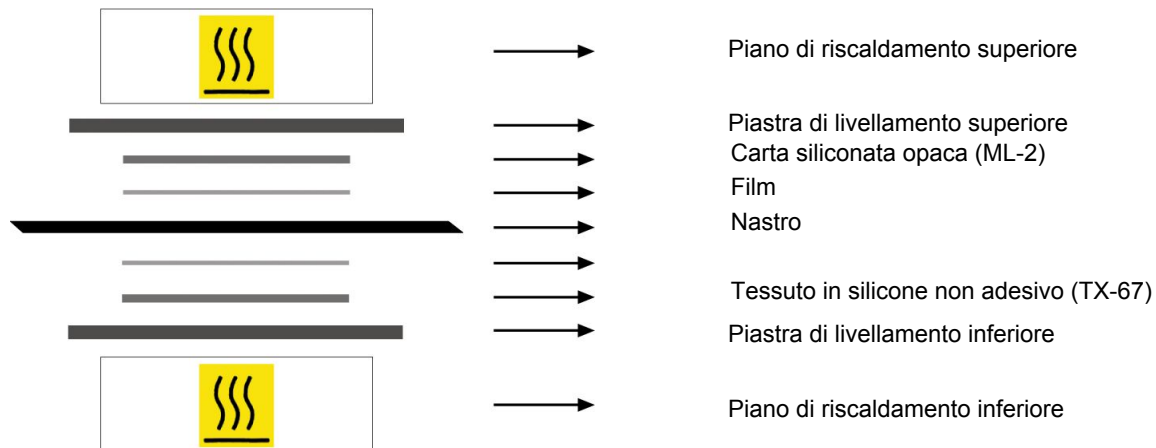 Piano di riscaldamento superiore
Piastra di livellamento superiore
Carta siliconata opaca (ML-2)
Film
Nastro
Tessuto in silicone non adesivo (TX-67)
Piastra di livellamento inferiore
Piano di riscaldamento inferiore